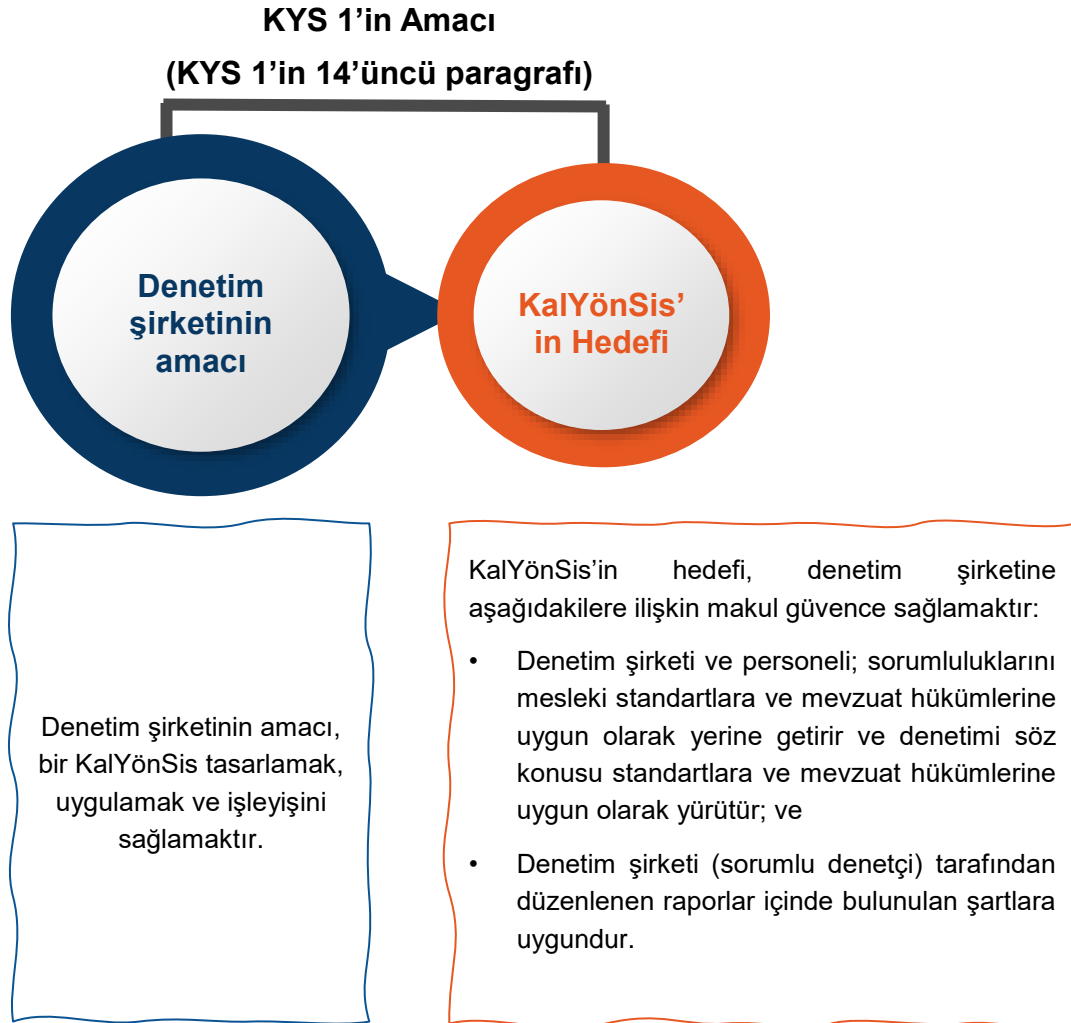 KYS 1’in Amacı
(KYS 1’in 14’üncü paragrafı)
Denetim
şirketinin
amacı
KalYönSis’
in Hedefi
Denetim şirketinin amacı,
bir KalYönSis tasarlamak,
uygulamak ve işleyişini
sağlamaktır.
KalYönSis’in hedefi, denetim şirketine
aşağıdakilere ilişkin makul güvence sağlamaktır:
• Denetim şirketi ve personeli; sorumluluklarını
mesleki standartlara ve mevzuat hükümlerine
uygun olarak yerine getirir ve denetimi söz
konusu standartlara ve mevzuat hükümlerine
uygun olarak yürütür; ve
• Denetim şirketi (sorumlu denetçi) tarafından
düzenlenen raporlar içinde bulunulan şartlara
uygundur.